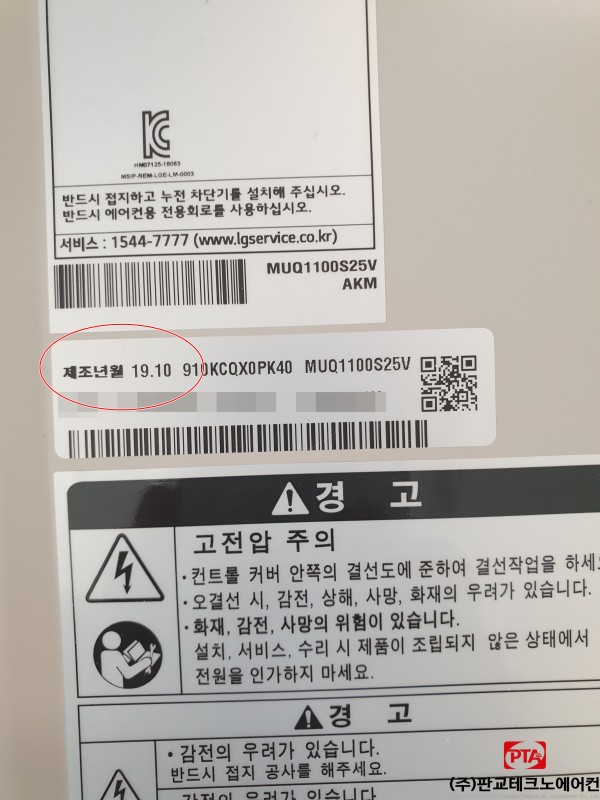 HM07125-18063
MSIP-REM-LGE-LM-0003
반드시 접지하고 누전 차단기를 설치해 주십시오.
반드시 에어컨용 전용회로를 사용하십시오.
서비스 : 1544-7777 (www.lgservice.co.kr)
MUQ1100S25V
AKM
제조년월 19.10 910KCQX0PK40 MUQ1100S25V
경 고
고전압 주의
·컨트롤 커버 안쪽의 결선도에 준하여 결선작업을 하세요
·오결선 시, 감전, 상해, 사망, 화재의 우려가 있습니다.
·화재, 감전, 사망의 위험이 있습니다.
설치, 서비스, 수리 시 제품이 조립되지 않은 상태에서
전원을 인가하지 마세요.
경 고
·감전의 우려가 있습니다.
반드시 접지 공사를 해주세요.
·감전의 우려가 있습니다.
PTA
(주)판교테크노에어컨